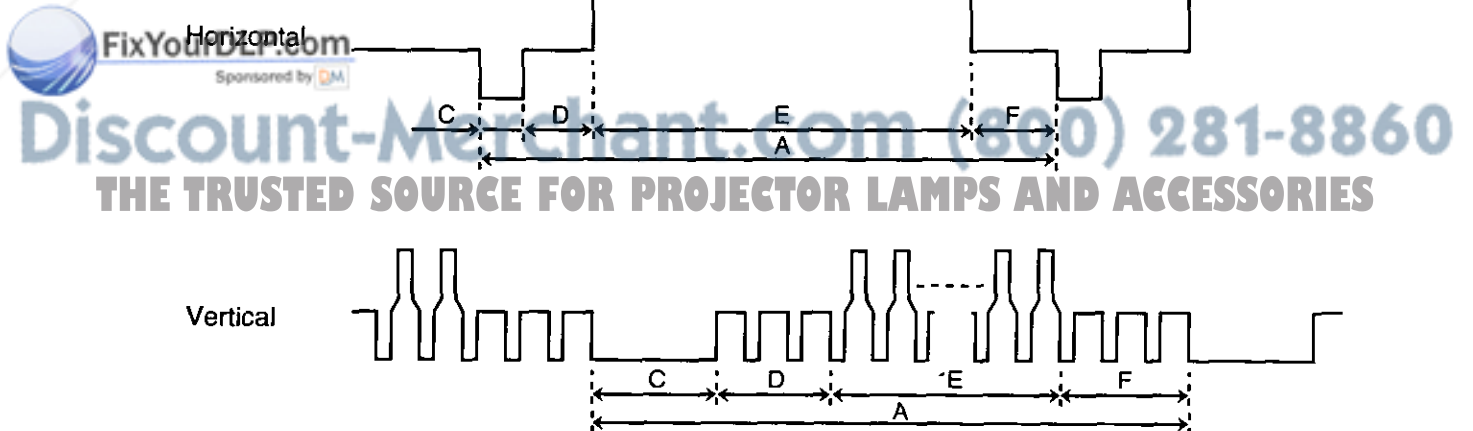 Horizontal
FixYourDLP.com
Sponsored by DM
C D E F
Discount-Merchant.com (800) 281-8860
A
THE TRUSTED SOURCE FOR PROJECTOR LAMPS AND ACCESSORIES
Vertical
C D E F
A